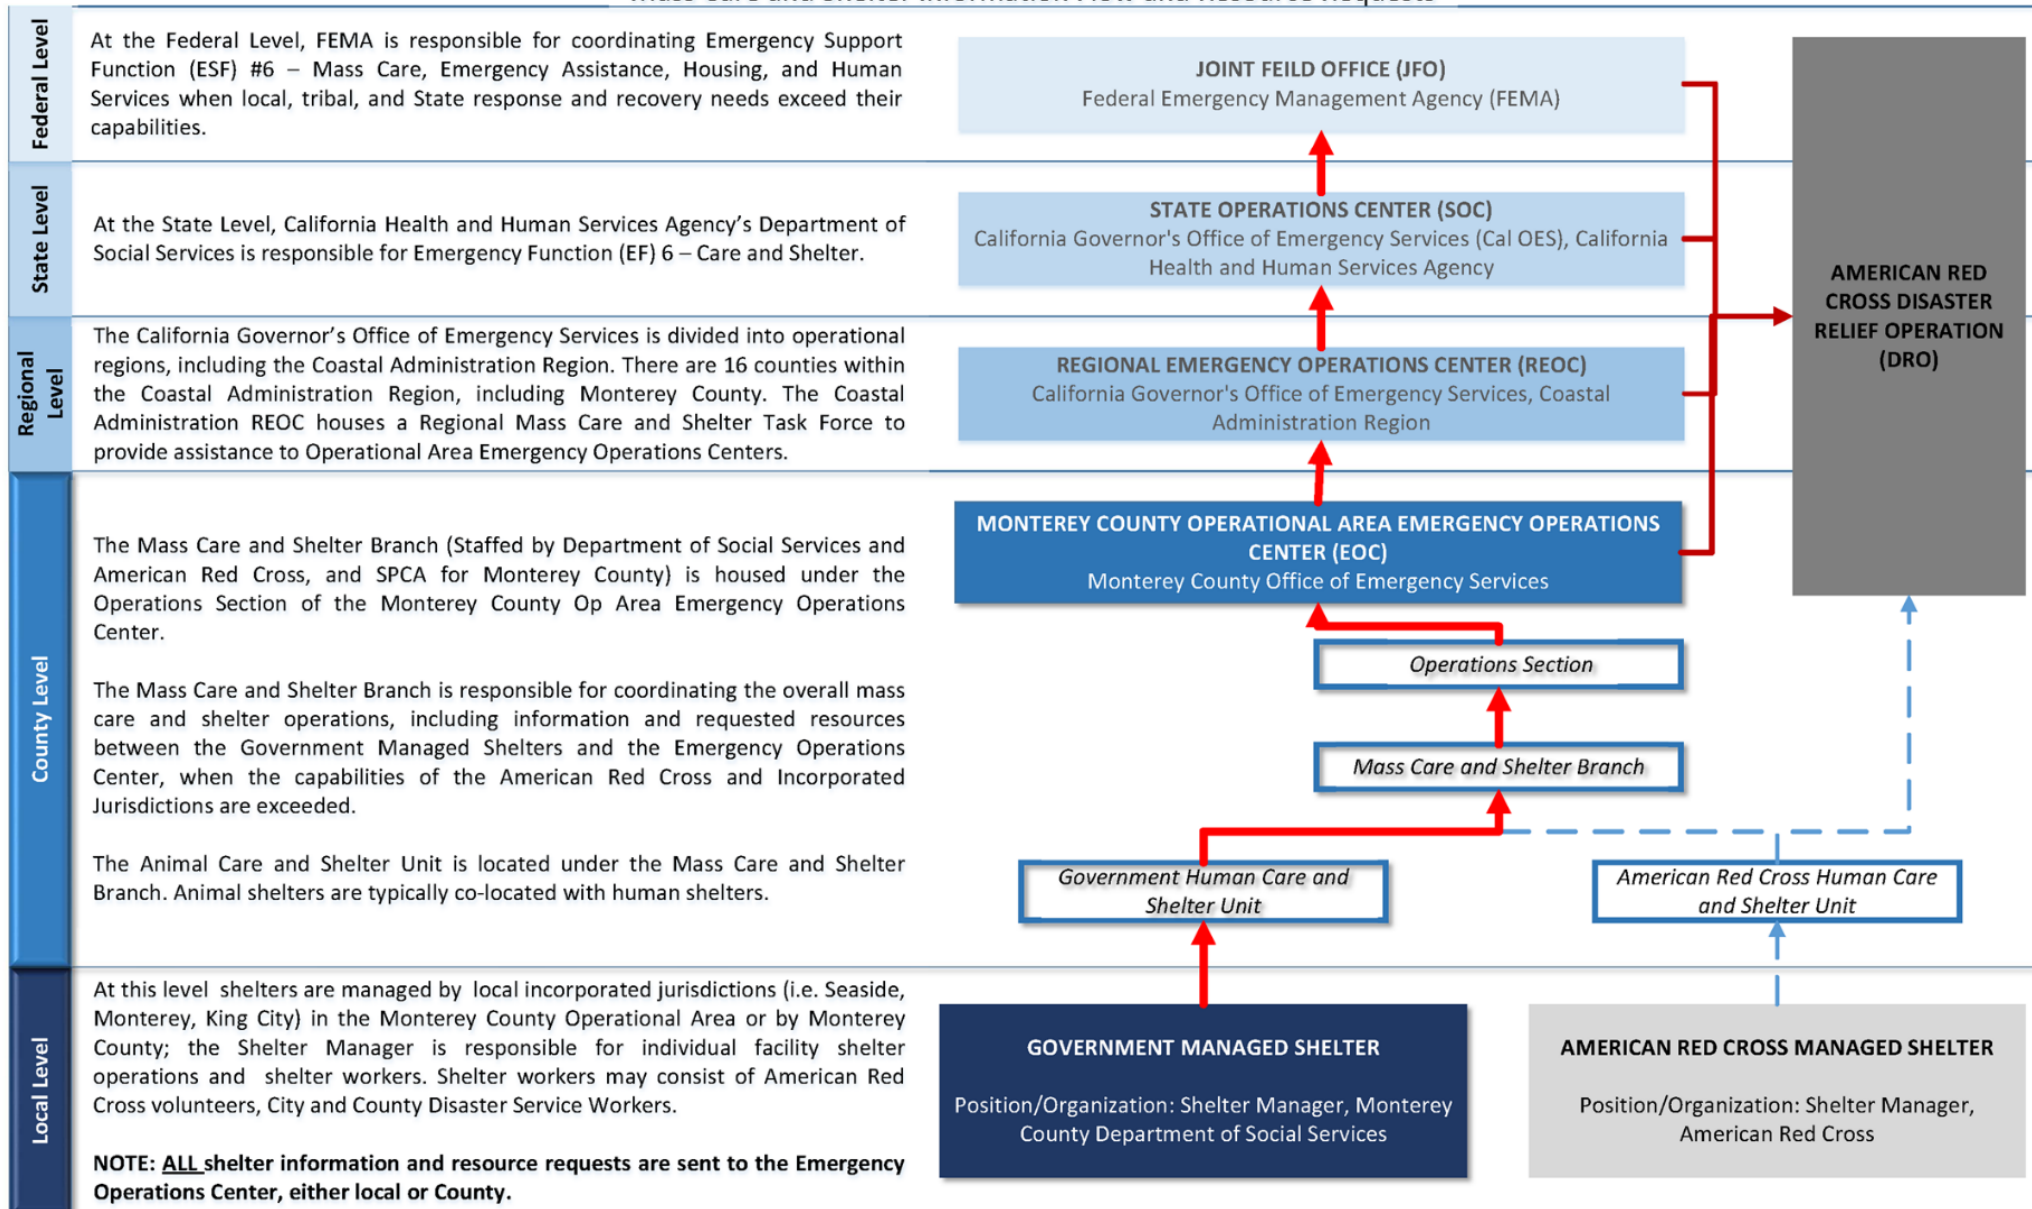 Mass Care and Shelter Information Flow and Resource Requests
Federal Level
At the Federal Level, FEMA is responsible for coordinating Emergency Support
Function (ESF) #6 – Mass Care, Emergency Assistance, Housing, and Human
Services when local, tribal, and State response and recovery needs exceed their
capabilities.
JOINT FEILD OFFICE (JFO)
Federal Emergency Management Agency (FEMA)
State Level
At the State Level, California Health and Human Services Agency's Department of
Social Services is responsible for Emergency Function (EF) 6 – Care and Shelter.
STATE OPERATIONS CENTER (SOC)
California Governor's Office of Emergency Services (Cal OES), California
Health and Human Services Agency
AMERICAN RED
CROSS DISASTER
RELIEF OPERATION
(DRO)
Regional
Level
The California Governor's Office of Emergency Services is divided into operational
regions, including the Coastal Administration Region. There are 16 counties within
the Coastal Administration Region, including Monterey County. The Coastal
Administration REOC houses a Regional Mass Care and Shelter Task Force to
provide assistance to Operational Area Emergency Operations Centers.
REGIONAL EMERGENCY OPERATIONS CENTER (REOC)
California Governor's Office of Emergency Services, Coastal
Administration Region
County Level
The Mass Care and Shelter Branch (Staffed by Department of Social Services and
American Red Cross, and SPCA for Monterey County) is housed under the
Operations Section of the Monterey County Op Area Emergency Operations
Center.
The Mass Care and Shelter Branch is responsible for coordinating the overall mass
care and shelter operations, including information and requested resources
between the Government Managed Shelters and the Emergency Operations
Center, when the capabilities of the American Red Cross and Incorporated
Jurisdictions are exceeded.
The Animal Care and Shelter Unit is located under the Mass Care and Shelter
Branch. Animal shelters are typically co-located with human shelters.
MONTEREY COUNTY OPERATIONAL AREA EMERGENCY OPERATIONS
CENTER (EOC)
Monterey County Office of Emergency Services
Operations Section
Mass Care and Shelter Branch
Government Human Care and
Shelter Unit
American Red Cross Human Care
and Shelter Unit
Local Level
At this level shelters are managed by local incorporated jurisdictions (i.e. Seaside,
Monterey, King City) in the Monterey County Operational Area or by Monterey
County; the Shelter Manager is responsible for individual facility shelter
operations and shelter workers. Shelter workers may consist of American Red
Cross volunteers, City and County Disaster Service Workers.
NOTE: ALL shelter information and resource requests are sent to the Emergency
Operations Center, either local or County.
GOVERNMENT MANAGED SHELTER
Position/Organization: Shelter Manager, Monterey
County Department of Social Services
AMERICAN RED CROSS MANAGED SHELTER
Position/Organization: Shelter Manager,
American Red Cross